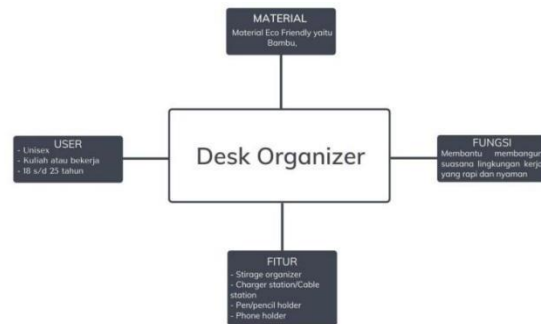 MATERIAL
Material Eco Friendly yaitu
Bambu,
Desk Organizer
USER
- Unisex
- Kuliah atau bekerja
- 18 s/d 25 tahun
FUNGSI
Membantu membangun
suasana lingkungan kerja
yang rapi dan nyaman
FITUR
- Stirage organizer
- Charger station/Cable
station
- Pen/pencil holder
- Phone holder